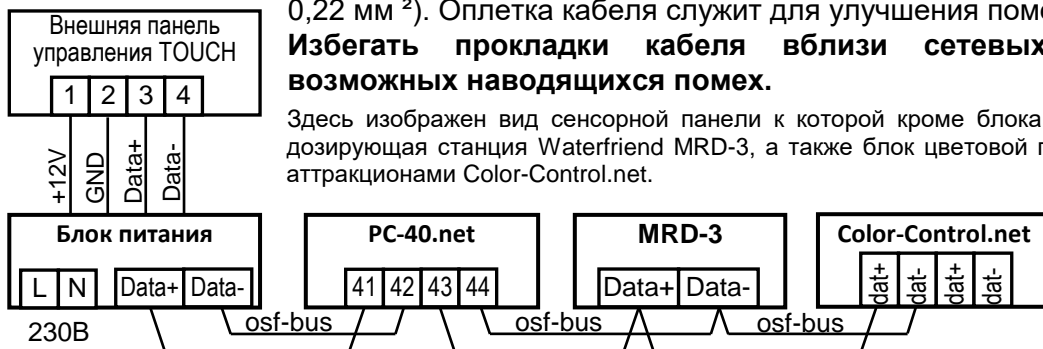 0,22 мм ²). Оплетка кабеля служит для улучшения
Избегать прокладки кабеля вблизи сетевых
возможных наводящихся помех.
Здесь изображен вид сенсорной панели к которой кроме блока
дозирующая станция Waterfriend MRD-3, а также блок цветовой
аттракционами Color-Control.net.
Внешняя панель
управления TOUCH
1 2 3 4
+12V GND Data+ Data-
Блок питания
L N Data+ Data-
230В
PC-40.net
41 42 43 44
MRD-3
Data+ Data-
Color-Control.net
dat+ dat- dat+ dat-
osf-bus osf-bus osf-bus